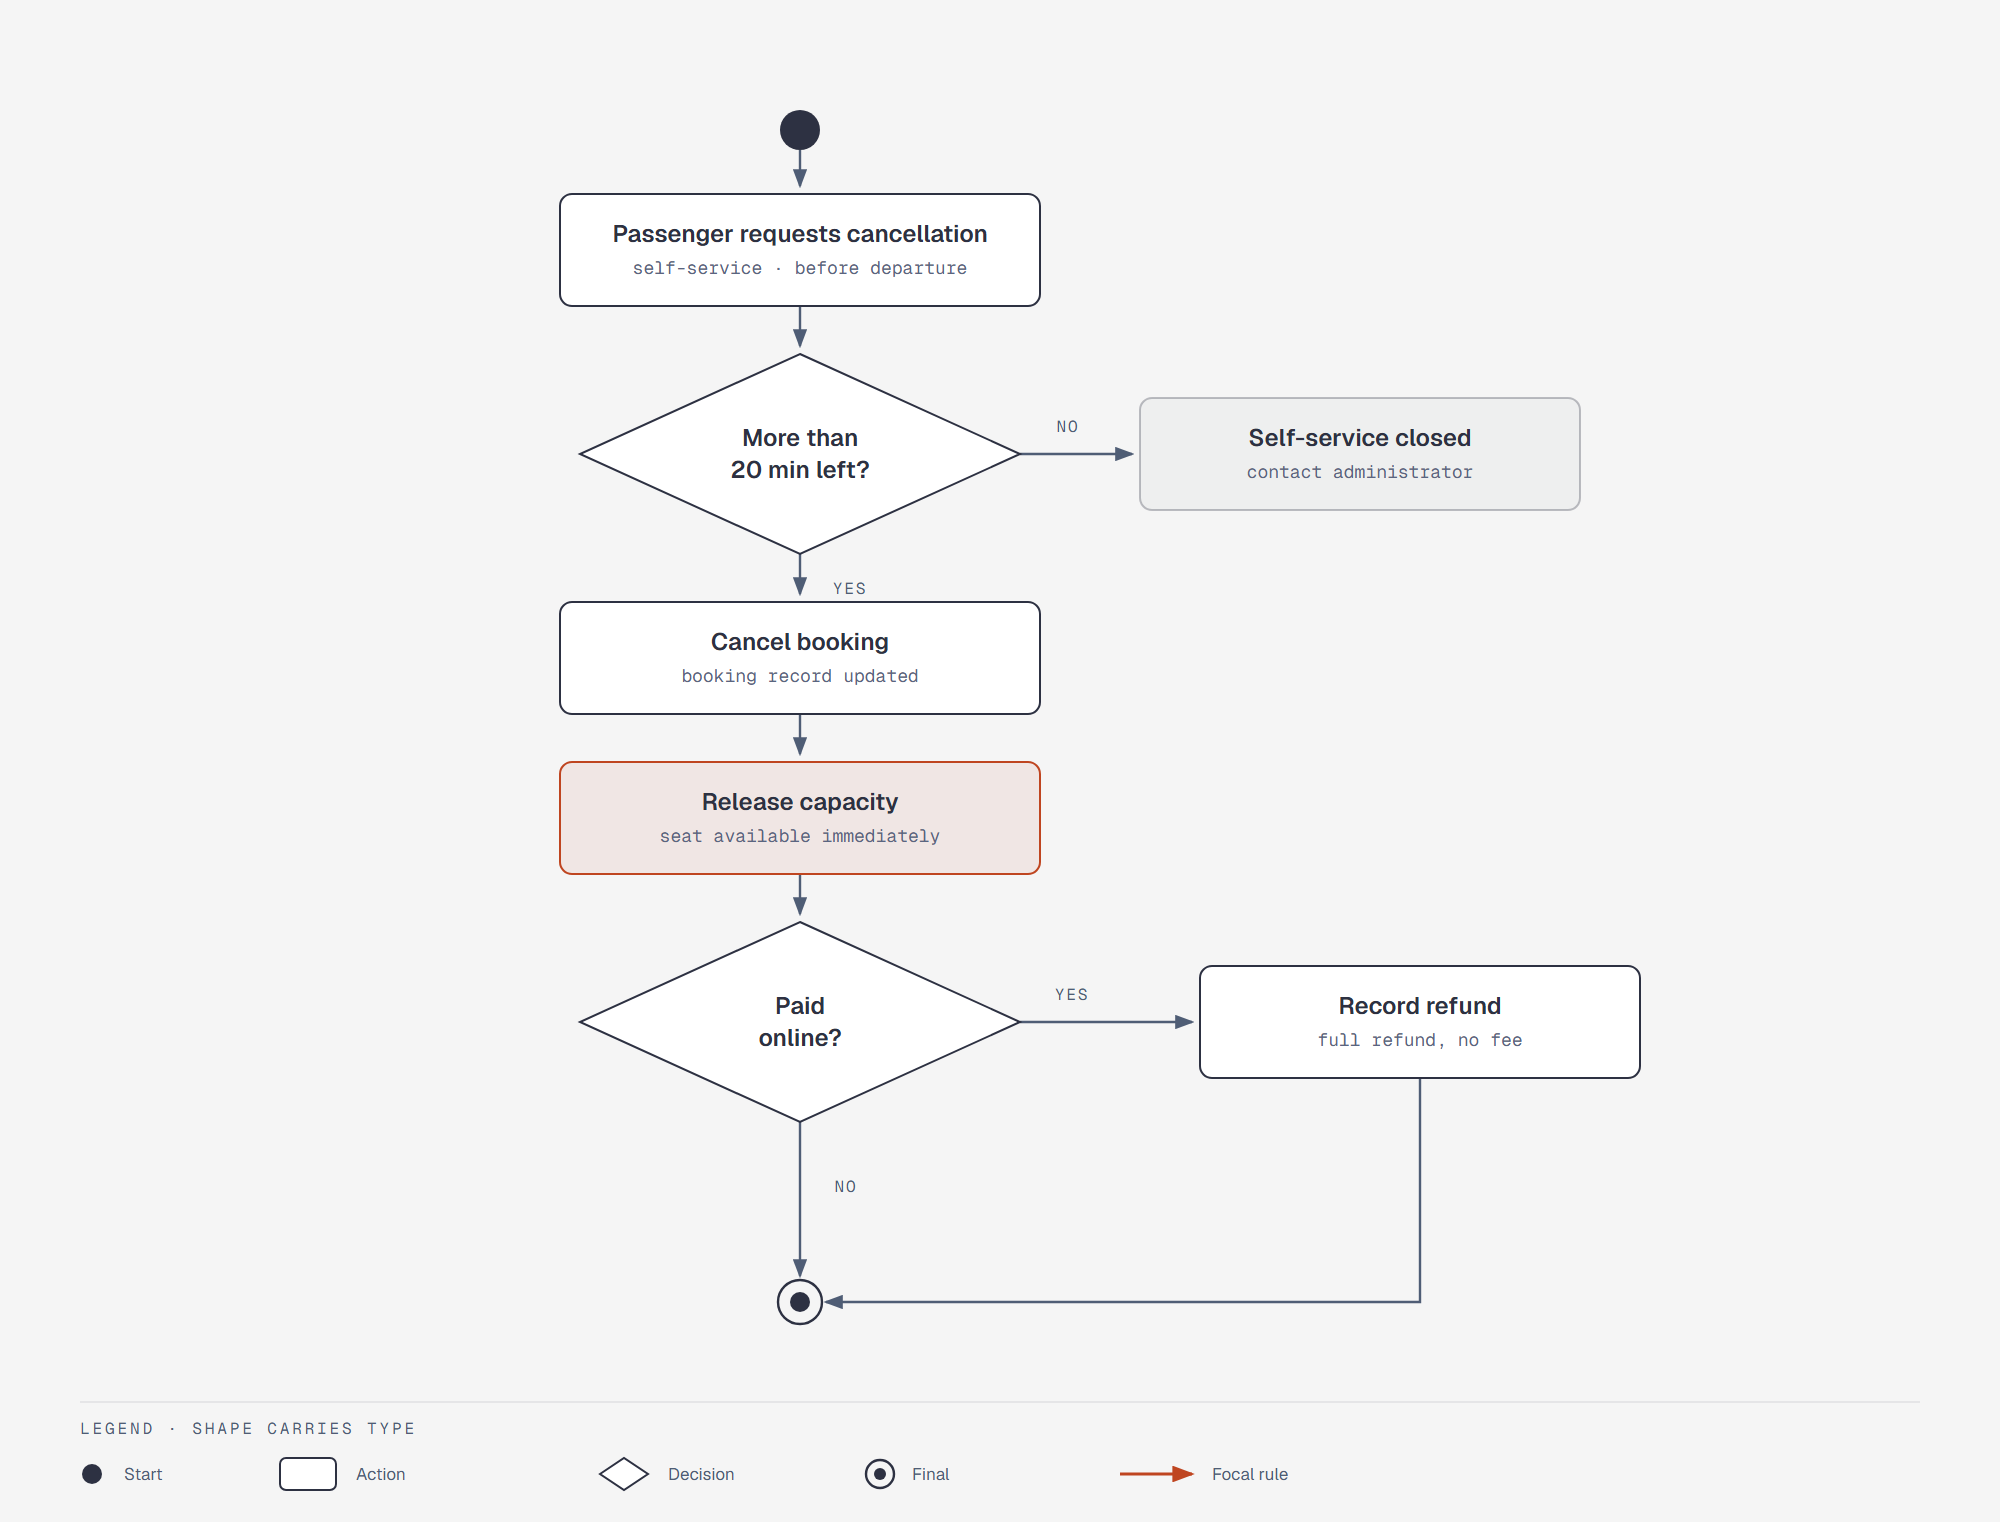 Passenger requests cancellation
self-service · before departure
More than
20 min left?
NO
Self-service closed
contact administrator
YES
Cancel booking
booking record updated
Release capacity
seat available immediately
Paid
online?
YES
Record refund
full refund, no fee
NO
LEGEND · SHAPE CARRIES TYPE
Start
Action
Decision
Final
Focal rule